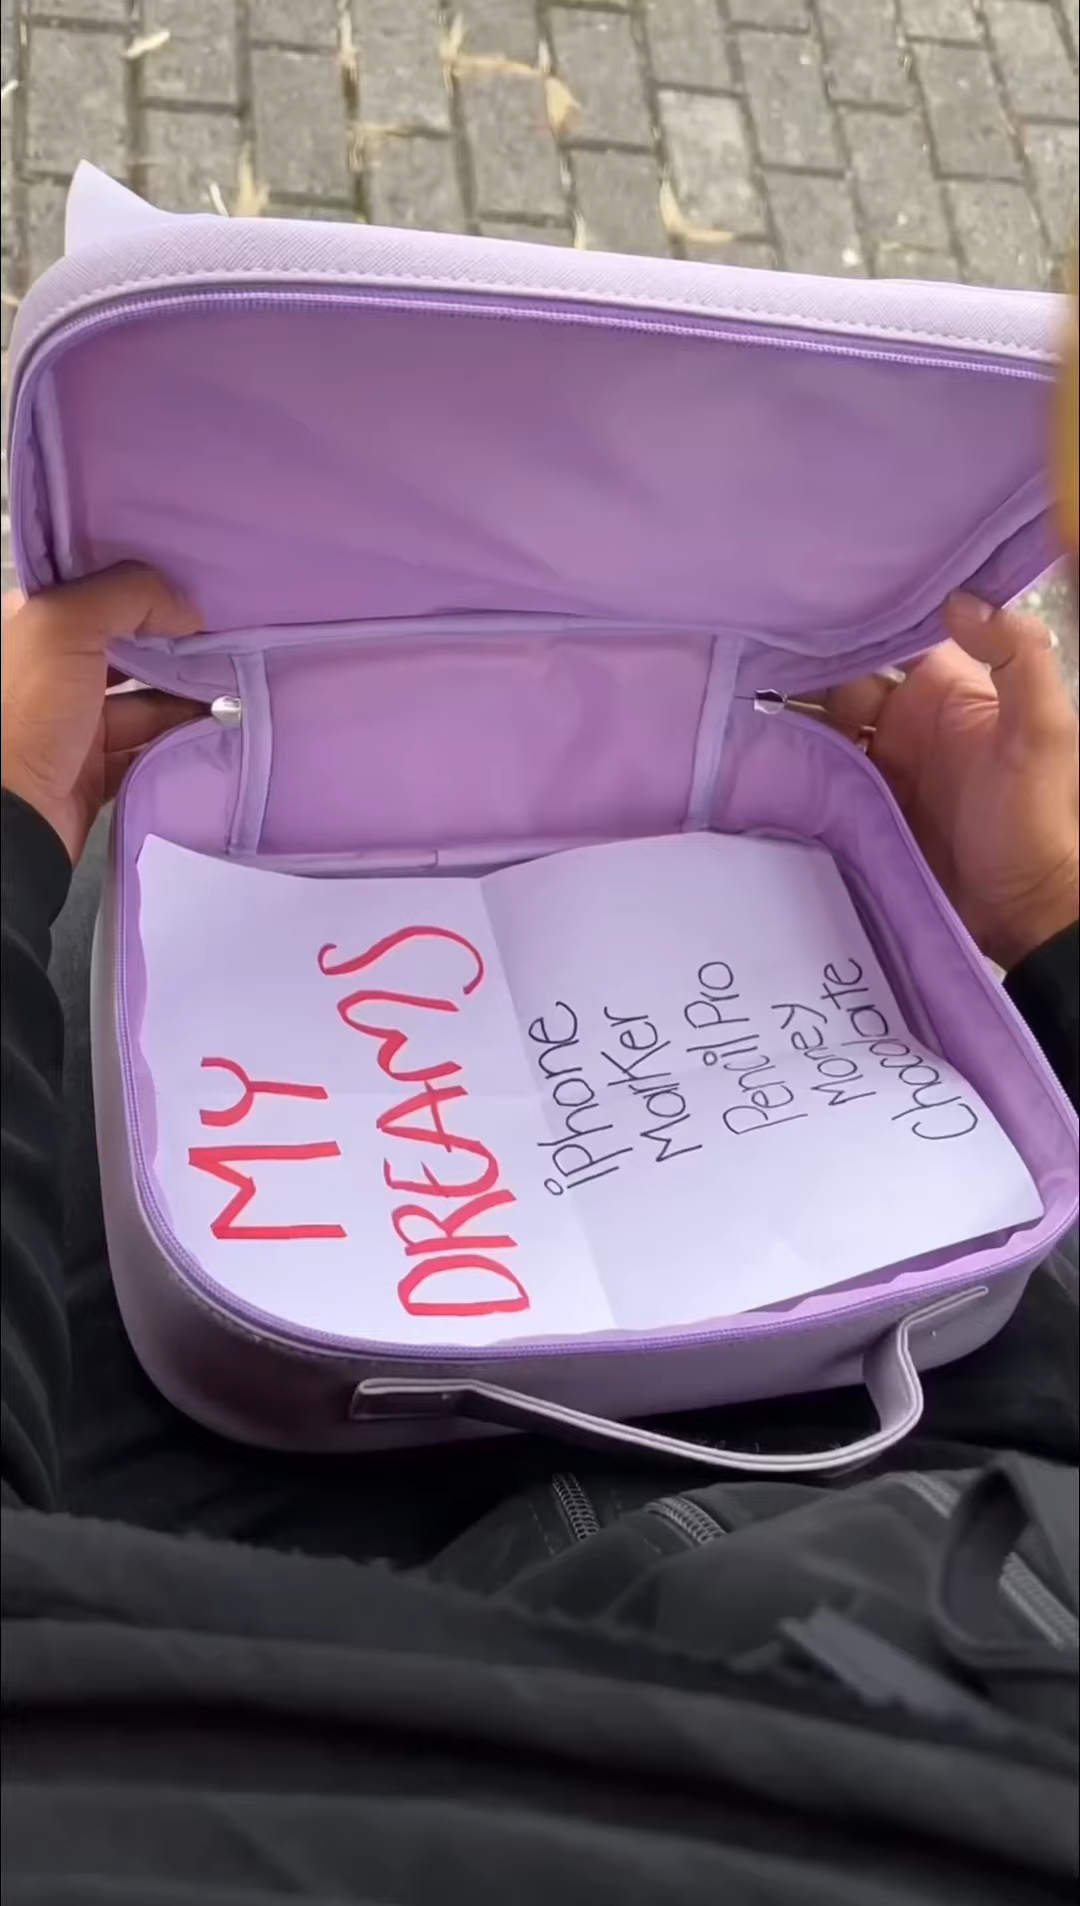 MY
DREAMS
iphone
Marker
Pencil Pro
Money
Chocolate